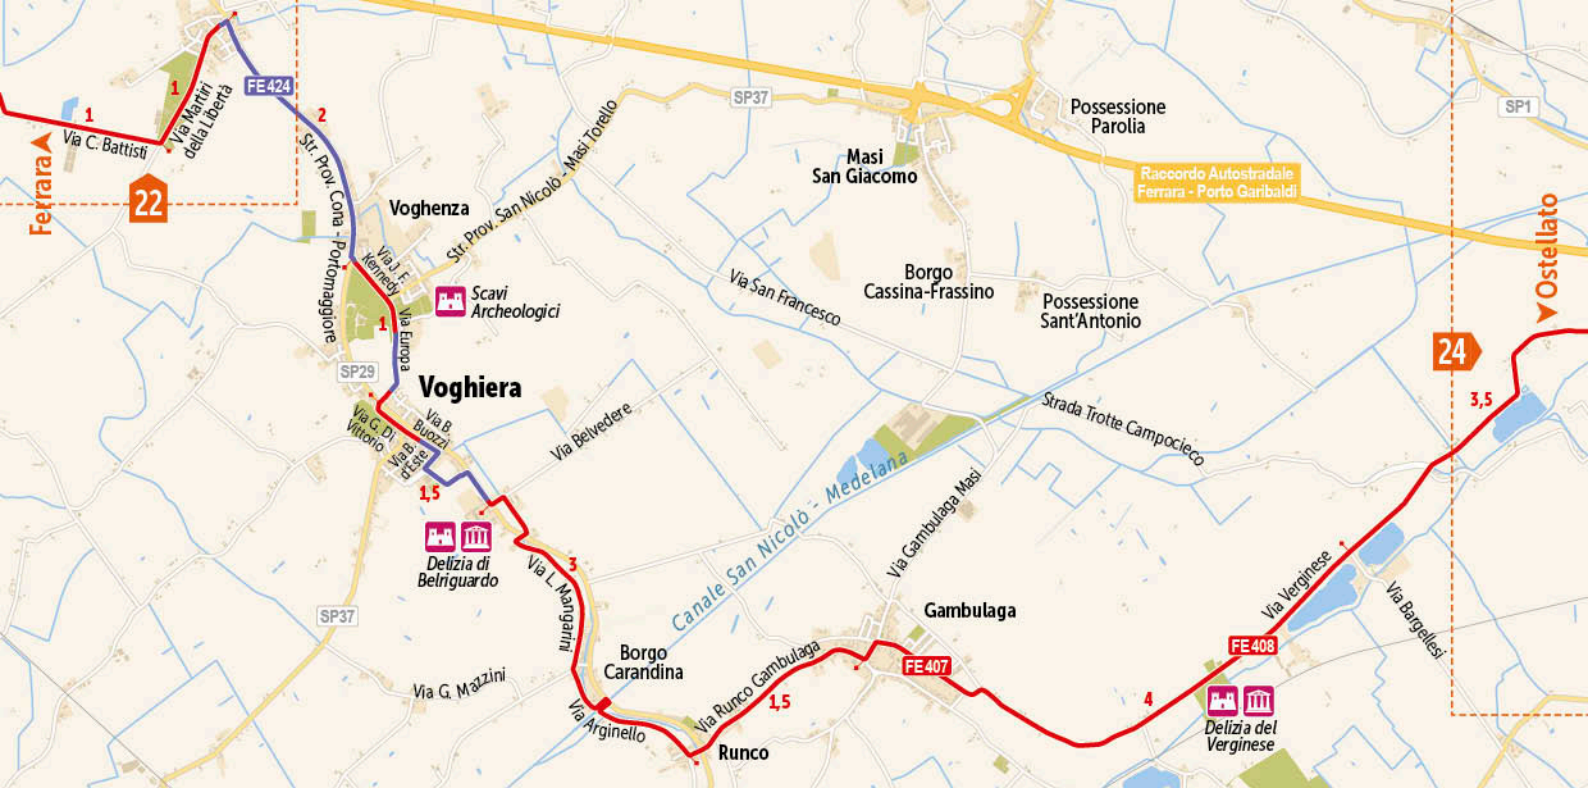 FE424
1
2
1
Via C. Battisti
Via Martiri
della Libertà
Ferrara
22
Str. Prov. Cona - Portomaggiore
Voghenza
Str. Prov. San Nicolò - Masi Torello
SP37
Masi
San Giacomo
Possessione
Parolia
SP1
Raccordo Autostradale
Ferrara - Porto Garibaldi
Ostellato
Via J. F.
Kennedy
Scavi
Archeologici
1
Via Europa
Via San Francesco
Borgo
Cassina-Frassino
Possessione
Sant'Antonio
24
3,5
SP29
Voghiera
Via G. Di
Vittorio
Via B.
Buozzi
Via B.
d'Este
1,5
Via Belvedere
Strada Trotte Campocieco
Canale San Nicolò - Medelana
Via Gambulaga Masi
Delizia di
Belriguardo
3
Via L. Mangarini
SP37
Via G. Mazzini
Borgo
Carandina
Via Arginello
Via Runco Gambulaga
1,5
Runco
Gambulaga
FE407
4
Via Verginese
FE408
Via Bargellesi
Delizia del
Verginese